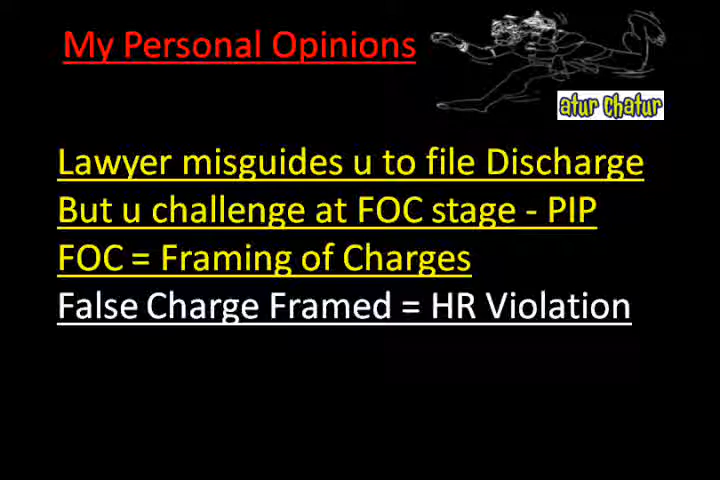 My Personal Opinions
atur chatur
Lawyer misguides u to file Discharge
But u challenge at FOC stage - PIP
FOC = Framing of Charges
False Charge Framed = HR Violation